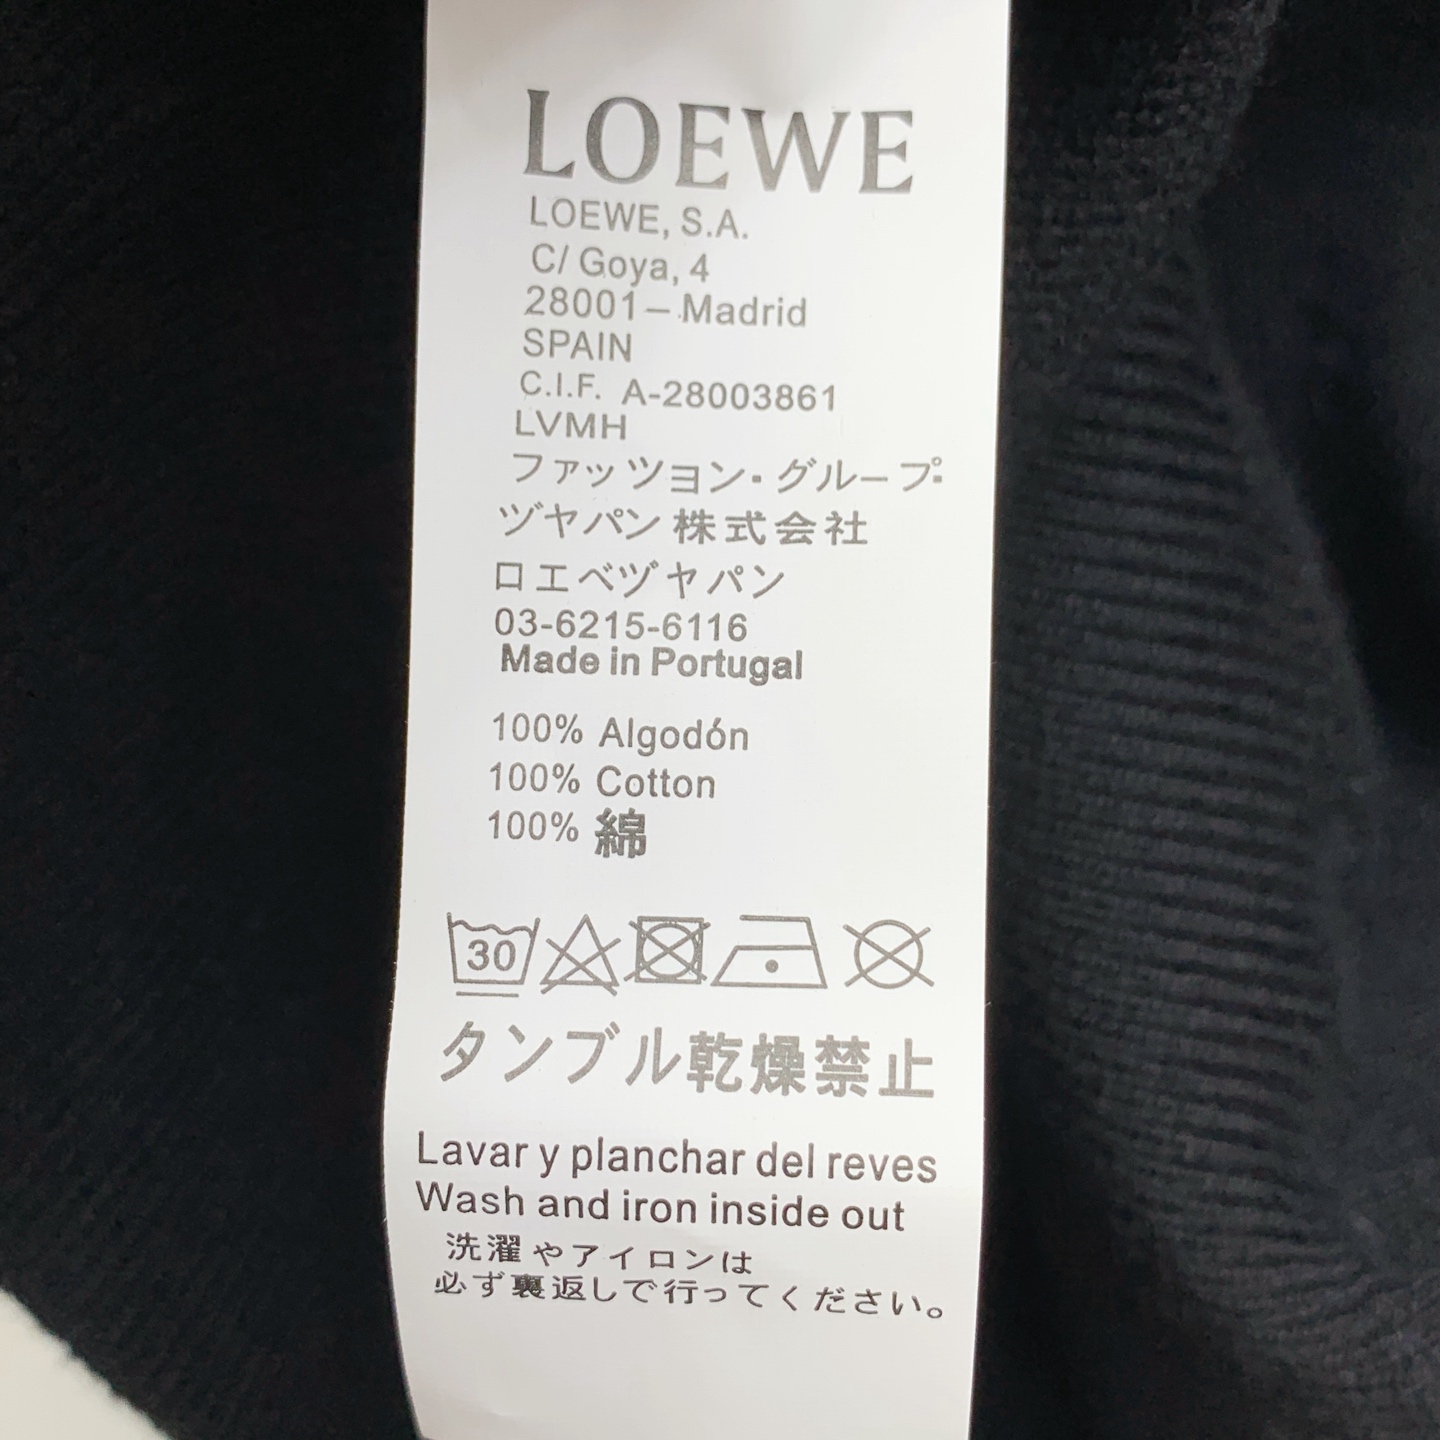 LOEWE
LOEWE, S.A.
C/ Goya, 4
28001-Madrid
SPAIN
C.I.F. A-28003861
LVMH
ファッツョン・グループ・
ヅャパン 株式会社
ロエベヅャパン
03-6215-6116
Made in Portugal
100% Algodón
100% Cotton
100% 綿
30
タンブル乾燥禁止
Lavar y planchar del reves
Wash and iron inside out
洗濯やアイロンは
必ず裏返しで行ってください。